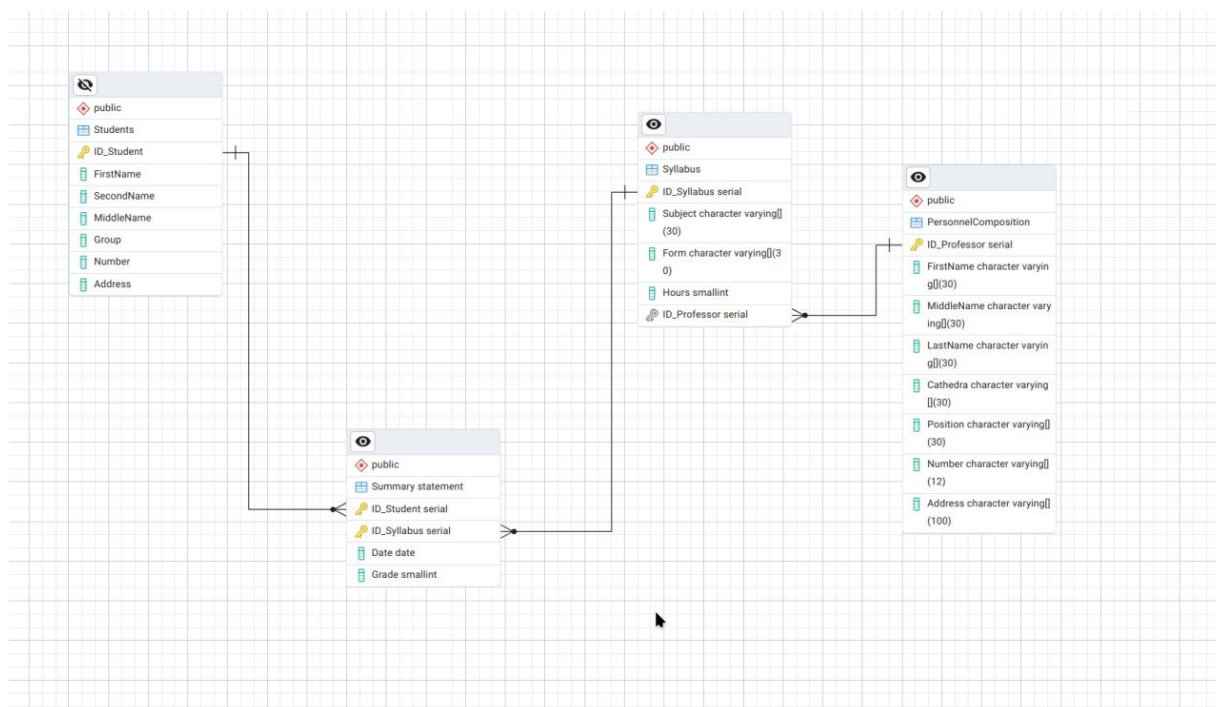 public
Students
ID_Student
FirstName
SecondName
MiddleName
Group
Number
Address
public
Summary statement
ID_Student serial
ID_Syllabus serial
Date date
Grade smallint
public
Syllabus
ID_Syllabus serial
Subject character varying[]
(30)
Form character varying[](3
0)
Hours smallint
ID_Professor serial
public
PersonnelComposition
ID_Professor serial
FirstName character varyin
g[](30)
MiddleName character vary
ing[](30)
LastName character varyin
g[](30)
Cathedra character varying
[](30)
Position character varying[]
(30)
Number character varying[]
(12)
Address character varying[]
(100)